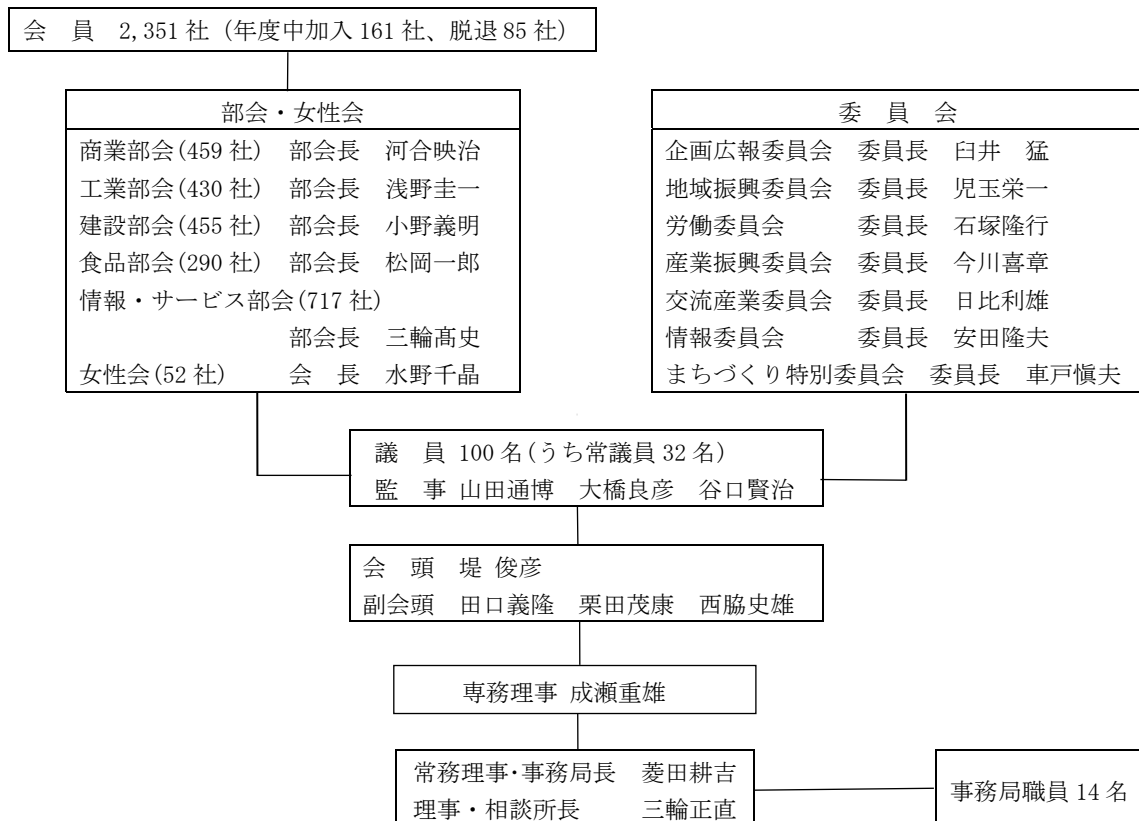 会　員　2,351 社（年度中加入 161 社、脱退 85 社）
部会・女性会
商業部会(459 社)　部会長　河合映治
工業部会(430 社)　部会長　浅野圭一
建設部会(455 社)　部会長　小野義明
食品部会(290 社)　部会長　松岡一郎
情報・サービス部会(717 社)
部会長　三輪髙史
女性会(52 社)　会　長　水野千晶
委　員　会
企画広報委員会　委員長　臼井　猛
地域振興委員会　委員長　児玉栄一
労働委員会　委員長　石塚隆行
産業振興委員会　委員長　今川喜章
交流産業委員会　委員長　日比利雄
情報委員会　委員長　安田隆夫
まちづくり特別委員会　委員長　車戸愼夫
議　員 100 名(うち常議員 32 名)
監　事 山田通博　大橋良彦　谷口賢治
会　頭　堤 俊彦
副会頭　田口義隆　栗田茂康　西脇史雄
専務理事 成瀬重雄
常務理事・事務局長　菱田耕吉
理事・相談所長　三輪正直
事務局職員 14 名